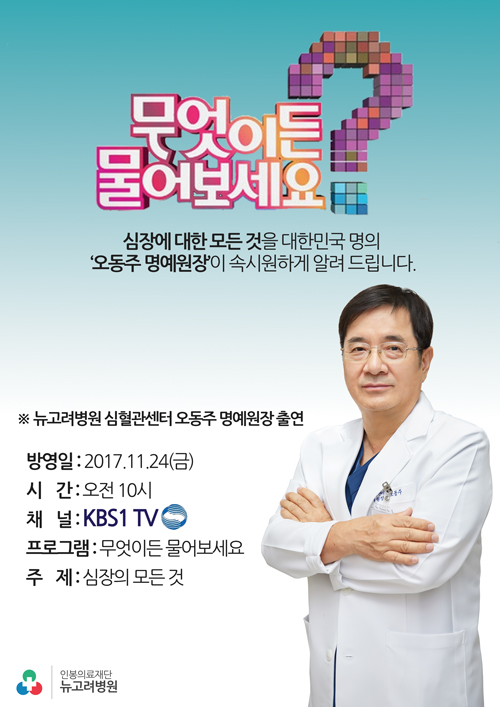 무엇이든
물어보세요
심장에 대한 모든 것을 대한민국 명의
‘오동주 명예원장’이 속시원하게 알려 드립니다.
※ 뉴고려병원 심혈관센터 오동주 명예원장 출연
방영일 : 2017.11.24(금)
시 간 : 오전 10시
채 널 : KBS1 TV
프로그램 : 무엇이든 물어보세요
주 제 : 심장의 모든 것
오동주
인봉의료재단
뉴고려병원